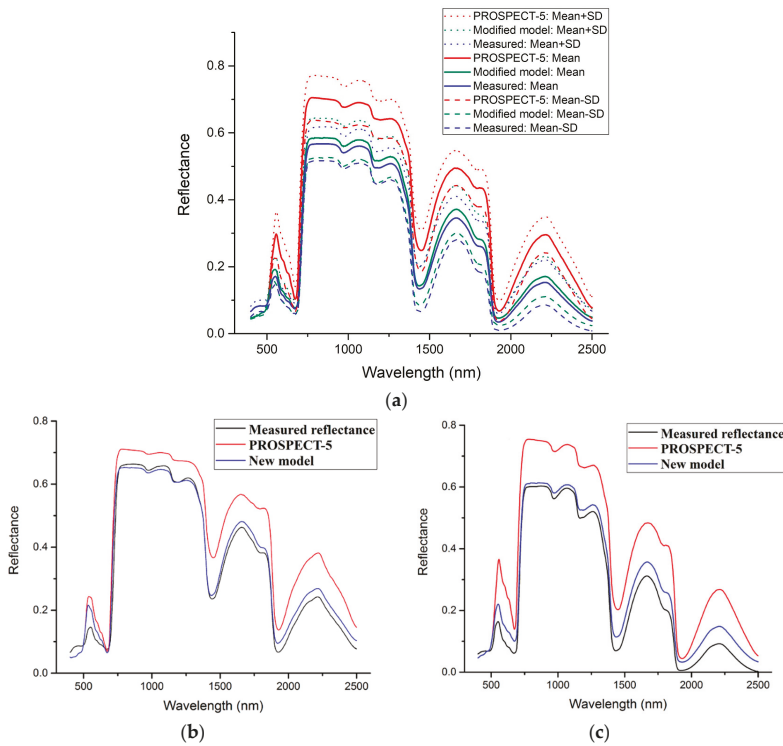 PROSPECT-5: Mean+SD
Modified model: Mean+SD
Measured: Mean+SD
PROSPECT-5: Mean
Modified model: Mean
Measured: Mean
PROSPECT-5: Mean-SD
Modified model: Mean-SD
Measured: Mean-SD
Reflectance
0.8
0.6
0.4
0.2
0.0
500 1000 1500 2000 2500
Wavelength (nm)
(a)
Measured reflectance
PROSPECT-5
New model
Reflectance
0.8
0.6
0.4
0.2
0.0
500 1000 1500 2000 2500
Wavelength (nm)
(b)
Measured reflectance
PROSPECT-5
New model
Reflectance
0.8
0.6
0.4
0.2
0.0
500 1000 1500 2000 2500
Wavelength (nm)
(c)